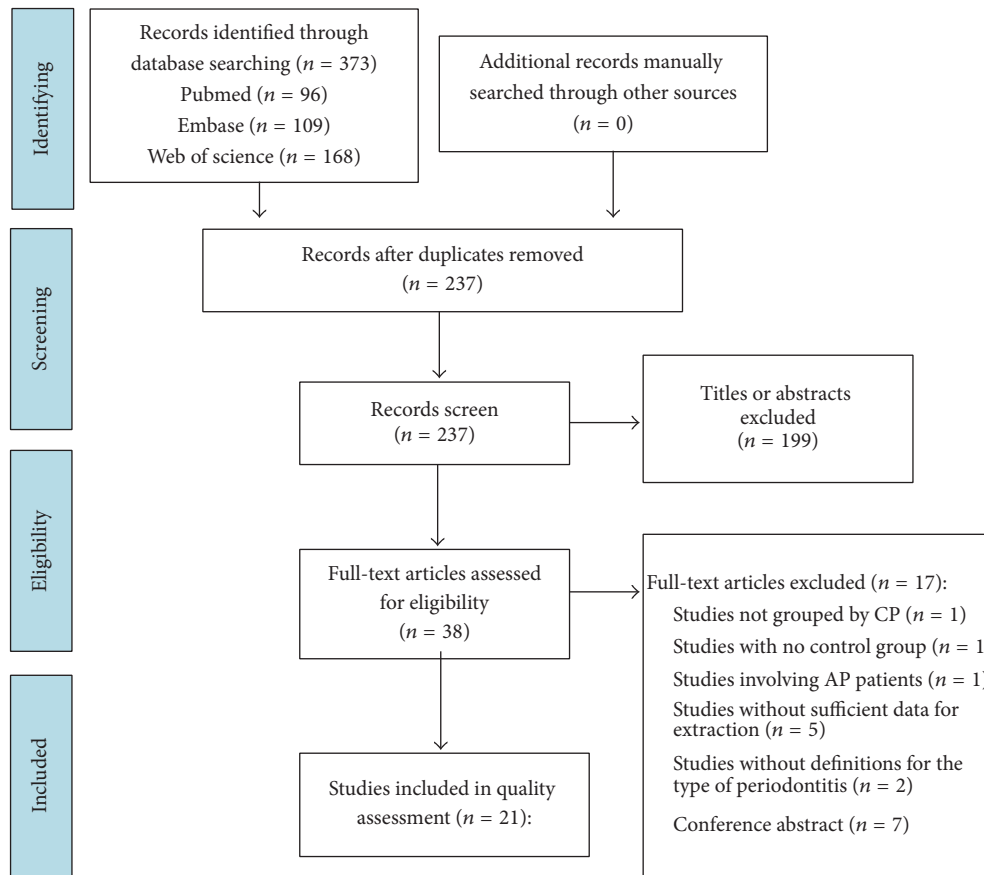 Identifying
Records identified through
database searching (n = 373)
Pubmed (n = 96)
Embase (n = 109)
Web of science (n = 168)
Additional records manually
searched through other sources
(n = 0)
Screening
Records after duplicates removed
(n = 237)
Records screen
(n = 237)
Titles or abstracts
excluded
(n = 199)
Eligibility
Full-text articles assessed
for eligibility
(n = 38)
Full-text articles excluded (n = 17):
Studies not grouped by CP (n = 1)
Studies with no control group (n = 1
Studies involving AP patients (n = 1)
Studies without sufficient data for
extraction (n = 5)
Studies without definitions for the
type of periodontitis (n = 2)
Conference abstract (n = 7)
Included
Studies included in quality
assessment (n = 21):